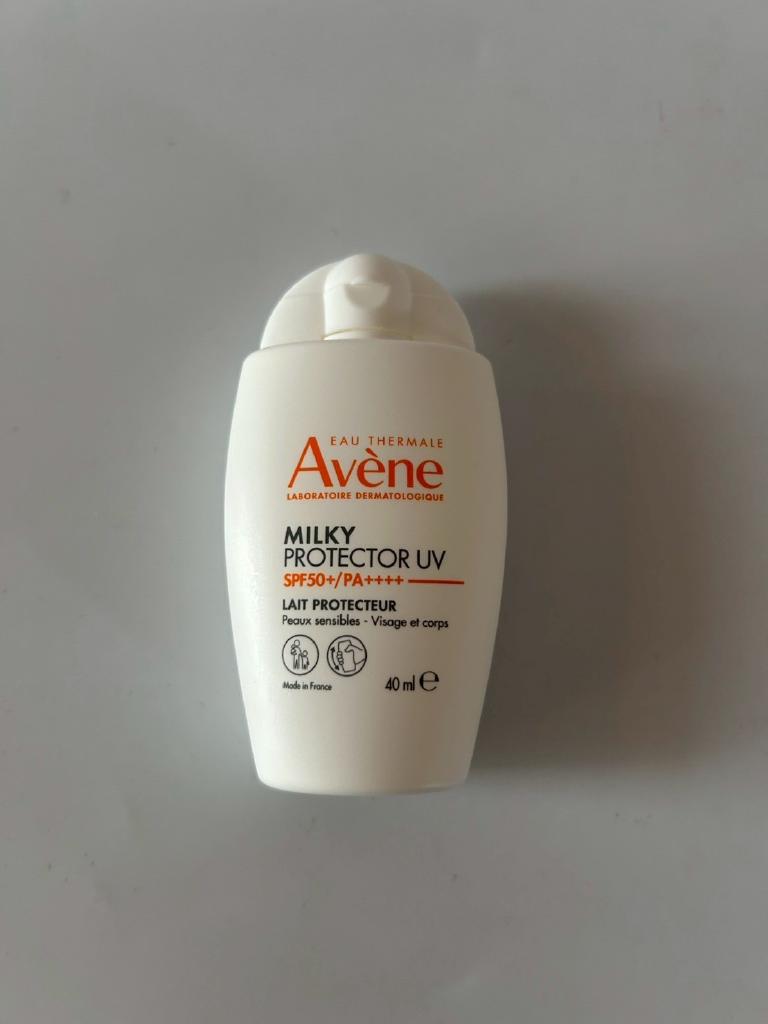 EAU THERMALE
Avène
LABORATOIRE DERMATOLOGIQUE
MILKY
PROTECTOR UV
SPF50+/PA++++
LAIT PROTECTEUR
Peaux sensibles - Visage et corps
Made in France
40 ml e